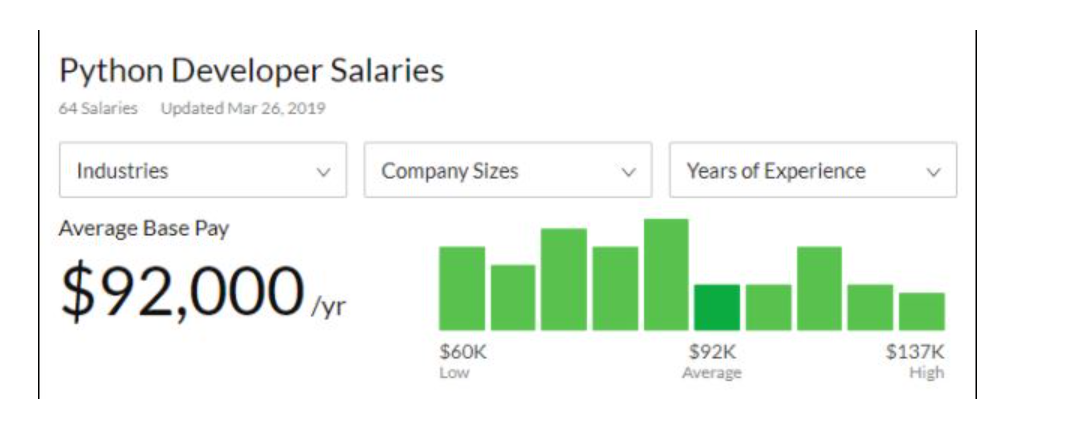 Python Developer Salaries
64 Salaries Updated Mar 26, 2019
Industries Company Sizes Years of Experience
Average Base Pay
$92,000 /yr
$60K $92K $137K
Low Average High